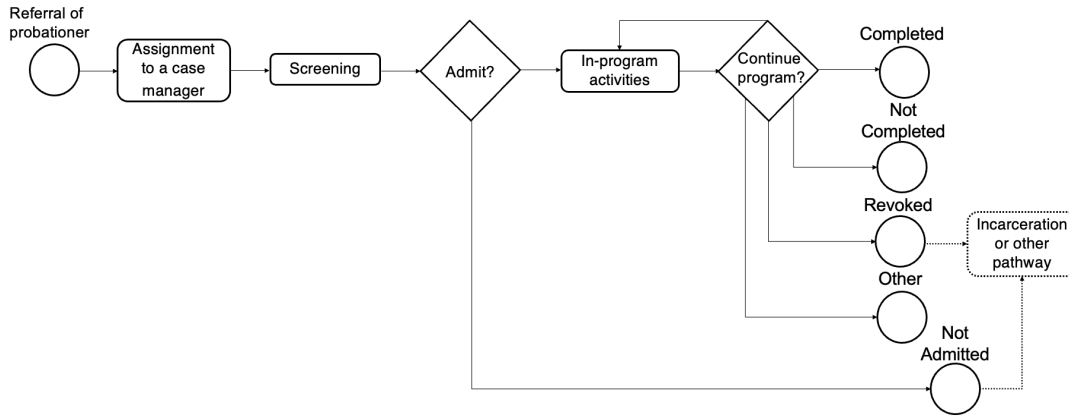 Referral of
probationer
Assignment
to a case
manager
Screening
Admit?
In-program
activities
Continue
program?
Completed
Not
Completed
Revoked
Incarceration
or other
pathway
Other
Not
Admitted